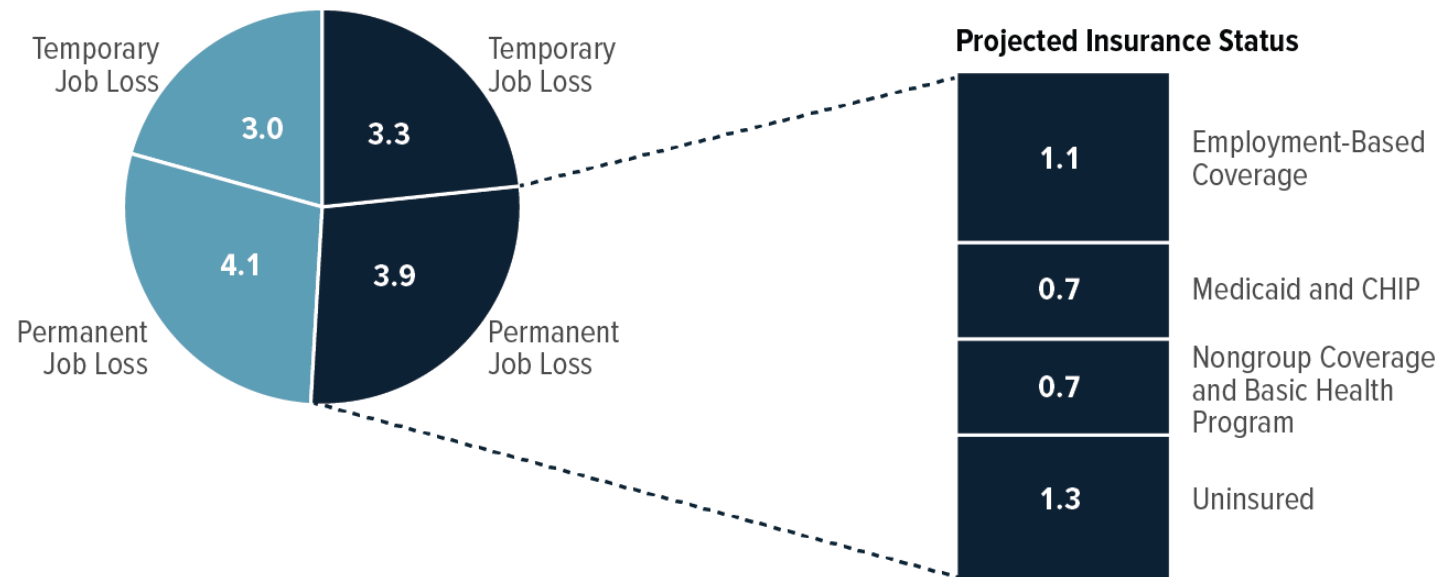 Temporary
Job Loss
3.0
Temporary
Job Loss
3.3
4.1
3.9
Permanent
Job Loss
Permanent
Job Loss
Projected Insurance Status
1.1
Employment-Based
Coverage
0.7
Medicaid and CHIP
0.7
Nongroup Coverage
and Basic Health
Program
1.3
Uninsured